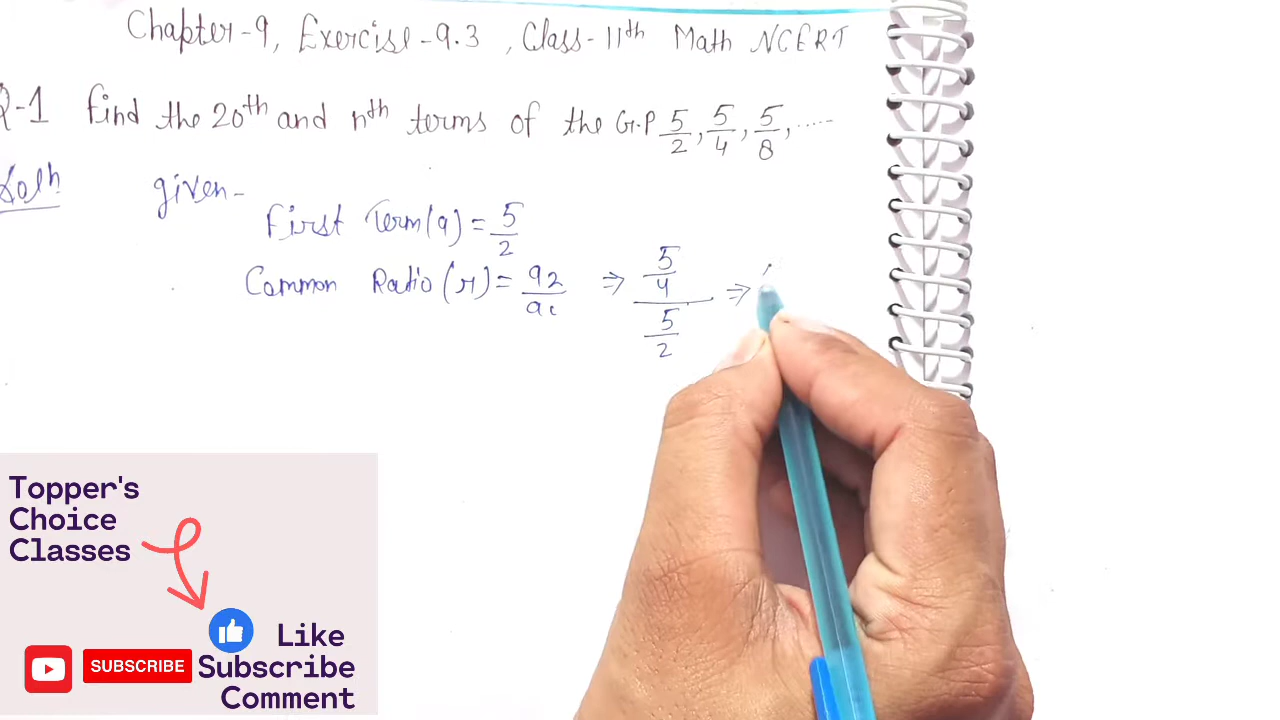 Chapter-9, Exercise-9.3, Class-11th Math NCERT
Q-1 Find the 20th and nth terms of the G.P 5/2, 5/4, 5/8, .....
Soln given-
First Term(a) = 5/2
Common Ratio(r) = a2/a1 ⇒ 5/4 / 5/2 ⇒
Topper's
Choice
Classes
Like
SUBSCRIBE Subscribe
Comment